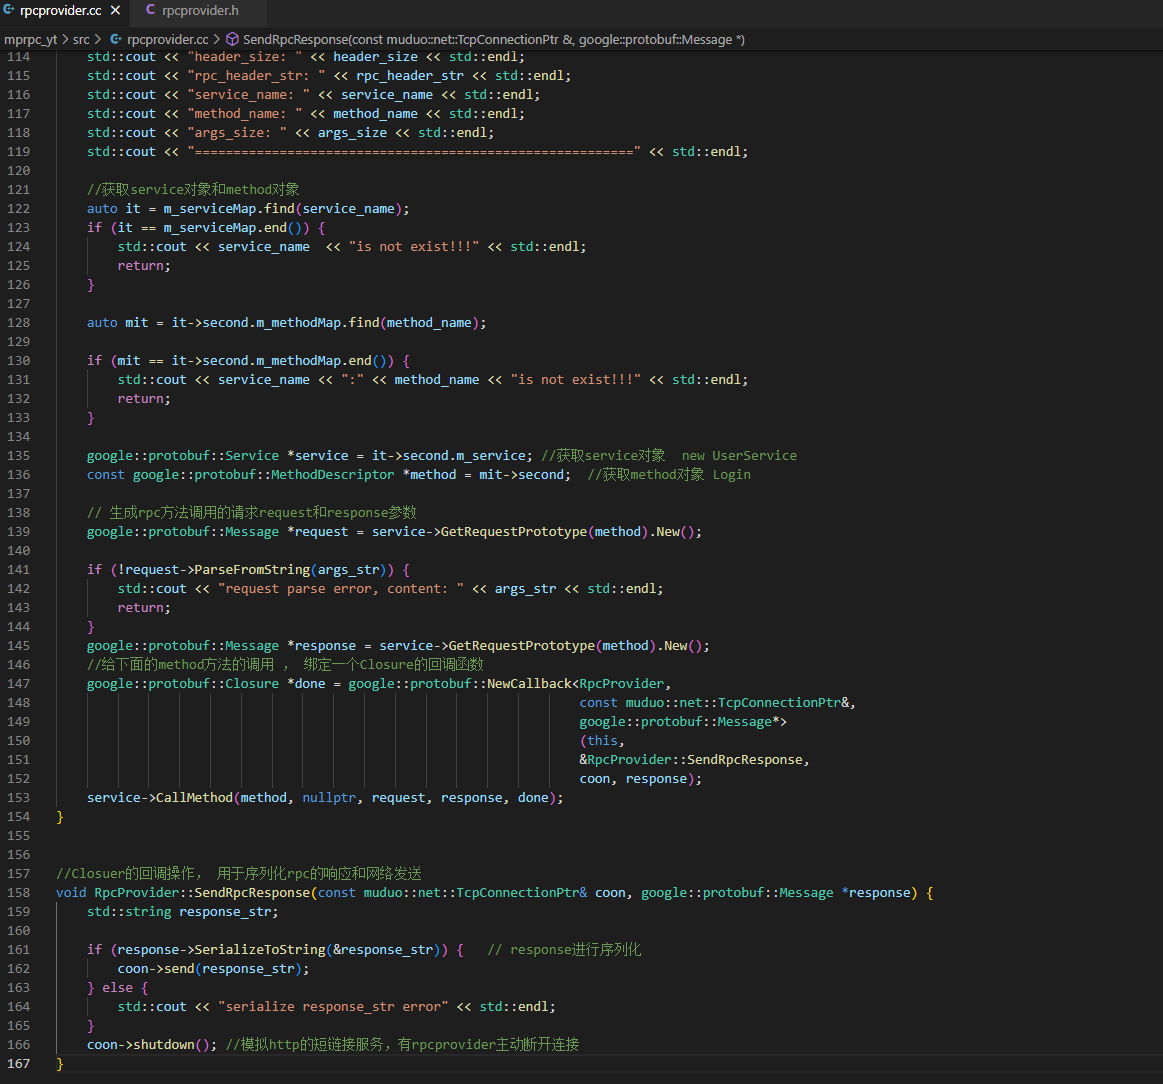 rpcprovider.cc ×   rpcprovider.h
mprpc_yt > src > rpcprovider.cc > SendRpcResponse(const muduo::net::TcpConnectionPtr &, google::protobuf::Message *)
114    std::cout << "header_size: " << header_size << std::endl;
115    std::cout << "rpc_header_str: " << rpc_header_str << std::endl;
116    std::cout << "service_name: " << service_name << std::endl;
117    std::cout << "method_name: " << method_name << std::endl;
118    std::cout << "args_size: " << args_size << std::endl;
119    std::cout << "=========================================================" << std::endl;
120
121    //获取service对象和method对象
122    auto it = m_serviceMap.find(service_name);
123    if (it == m_serviceMap.end()) {
124        std::cout << service_name  << "is not exist!!!" << std::endl;
125        return;
126    }
127
128    auto mit = it->second.m_methodMap.find(method_name);
129
130    if (mit == it->second.m_methodMap.end()) {
131        std::cout << service_name << ":" << method_name << "is not exist!!!" << std::endl;
132        return;
133    }
134
135    google::protobuf::Service *service = it->second.m_service; //获取service对象  new UserService
136    const google::protobuf::MethodDescriptor *method = mit->second;  //获取method对象 Login
137
138    // 生成rpc方法调用的请求request和response参数
139    google::protobuf::Message *request = service->GetRequestPrototype(method).New();
140
141    if (!request->ParseFromString(args_str)) {
142        std::cout << "request parse error, content: " << args_str << std::endl;
143        return;
144    }
145    google::protobuf::Message *response = service->GetRequestPrototype(method).New();
146    //给下面的method方法的调用 ， 绑定一个Closure的回调函数
147    google::protobuf::Closure *done = google::protobuf::NewCallback<RpcProvider,
148    const muduo::net::TcpConnectionPtr&,
149    google::protobuf::Message*>
150    (this,
151    &RpcProvider::SendRpcResponse,
152    coon, response);
153    service->CallMethod(method, nullptr, request, response, done);
154 }
155
156
157 //Closuer的回调操作， 用于序列化rpc的响应和网络发送
158 void RpcProvider::SendRpcResponse(const muduo::net::TcpConnectionPtr& coon, google::protobuf::Message *response) {
159    std::string response_str;
160
161    if (response->SerializeToString(&response_str)) {   // response进行序列化
162        coon->send(response_str);
163    } else {
164        std::cout << "serialize response_str error" << std::endl;
165    }
166    coon->shutdown(); //模拟http的短链接服务，有rpcprovider主动断开连接
167 }